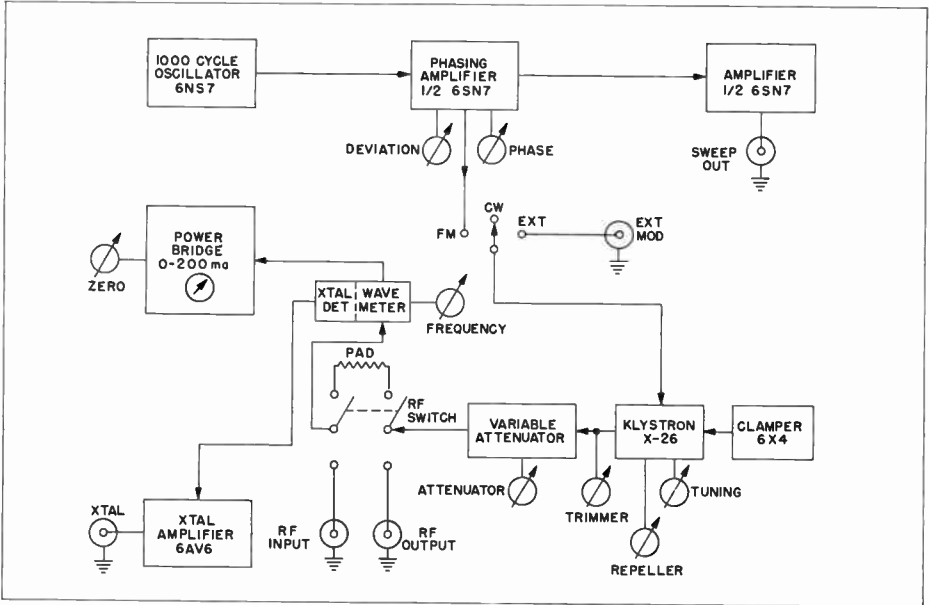 1000 CYCLE
OSCILLATOR
6NS7
PHASING
AMPLIFIER
1/2 6SN7
AMPLIFIER
1/2 6SN7
DEVIATION
PHASE
SWEEP
OUT
CW
FM
EXT
EXT
MOD
POWER
BRIDGE
0-200 ma
ZERO
XTAL
DET
WAVE
METER
FREQUENCY
PAD
RF
SWITCH
VARIABLE
ATTENUATOR
KLYSTRON
X-26
CLAMPER
6X4
ATTENUATOR
TRIMMER
TUNING
REPELLER
XTAL
XTAL
AMPLIFIER
6AV6
RF
INPUT
RF
OUTPUT